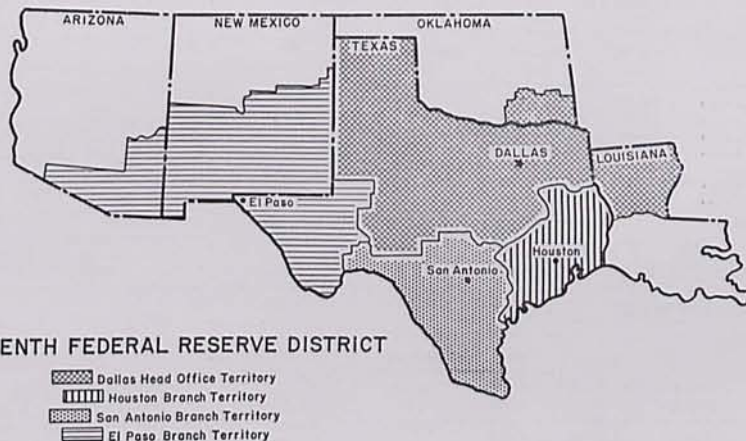 ARIZONA
NEW MEXICO
OKLAHOMA
TEXAS
DALLAS
LOUISIANA
El Paso
Houston
San Antonio
ENTH FEDERAL RESERVE DISTRICT
Dallas Head Office Territory
Houston Branch Territory
San Antonio Branch Territory
El Paso Branch Territory